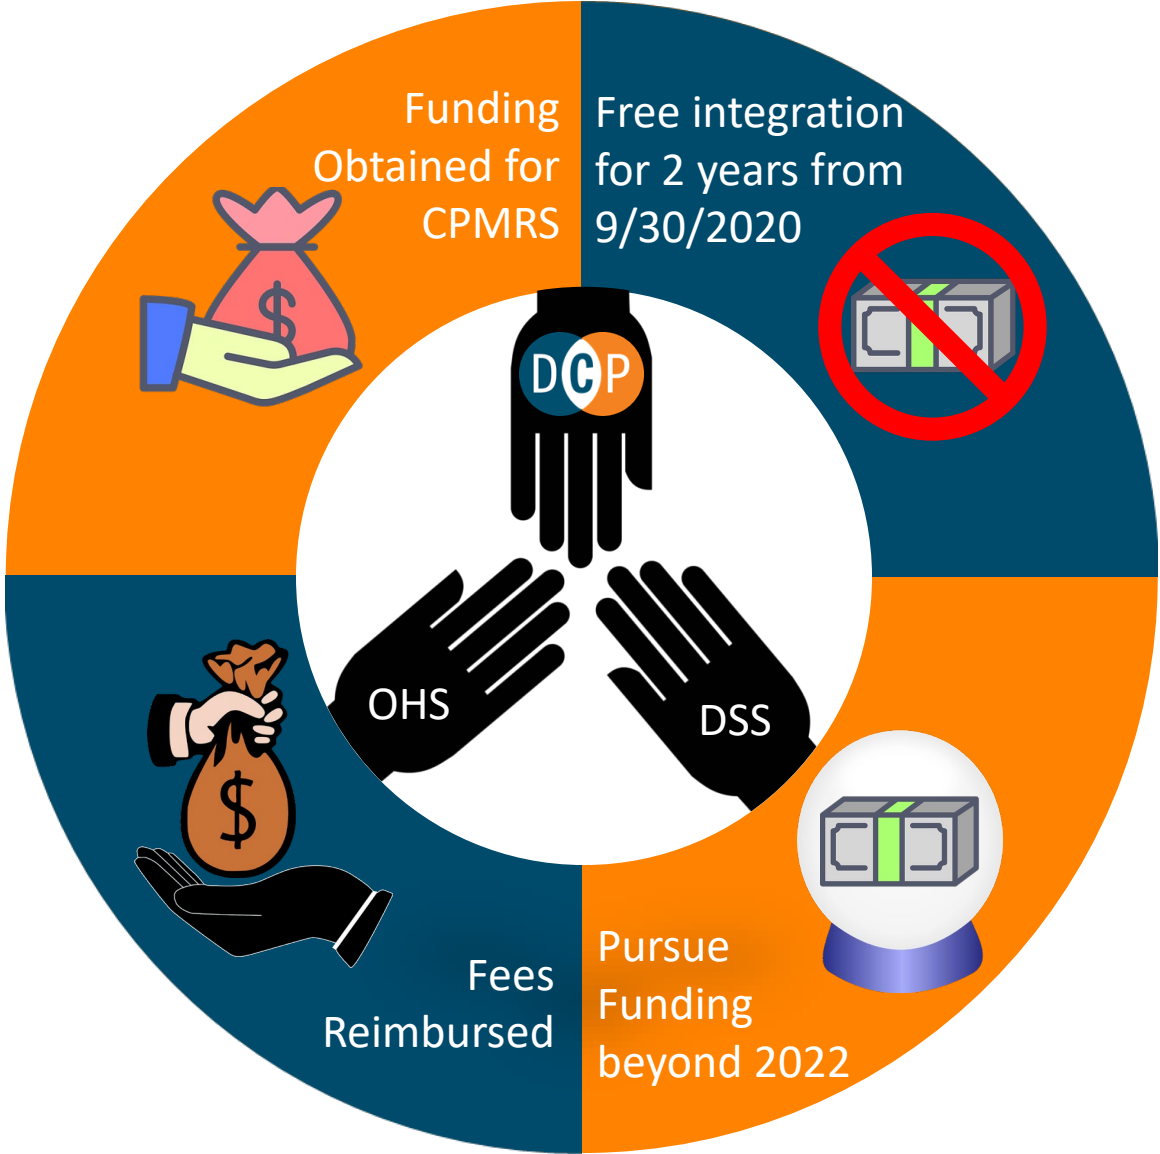 Funding
Obtained for
CPMRS
Free integration
for 2 years from
9/30/2020
$
DCP
OHS
DSS
$
Fees
Reimbursed
Pursue
Funding
beyond 2022